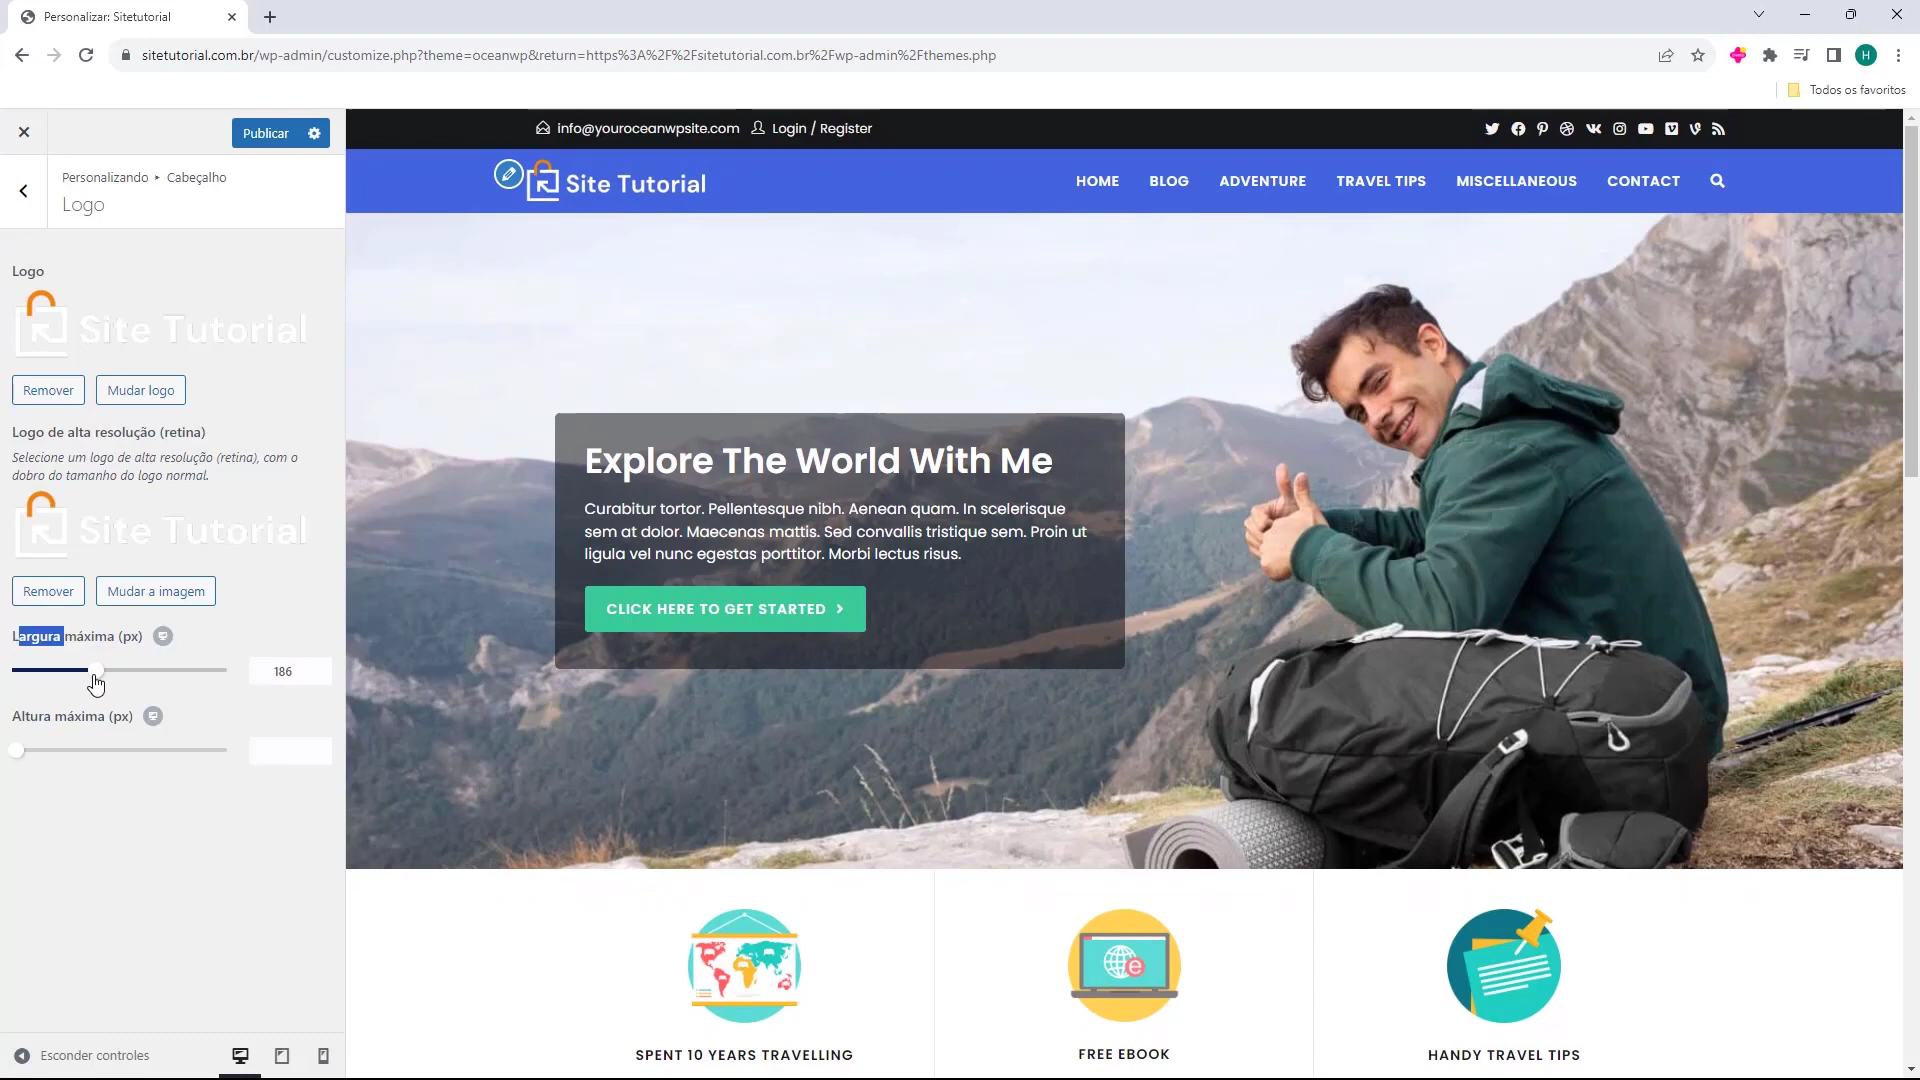 Personalizar: Sitetutorial
sitetutorial.com.br/wp-admin/customize.php?theme=oceanwp&return=https%3A%2F%2Fsitetutorial.com.br%2Fwp-admin%2Fthemes.php
H
Todos os favoritos
Publicar
Personalizando ▸ Cabeçalho
Logo
Logo
Site Tutorial
Remover
Mudar logo
Logo de alta resolução (retina)
Selecione um logo de alta resolução (retina), com o
dobro do tamanho do logo normal.
Site Tutorial
Remover
Mudar a imagem
Largura máxima (px)
186
Altura máxima (px)
Esconder controles
info@youroceanwpsite.com
Login / Register
Site Tutorial
HOME
BLOG
ADVENTURE
TRAVEL TIPS
MISCELLANEOUS
CONTACT
Explore The World With Me
Curabitur tortor. Pellentesque nibh. Aenean quam. In scelerisque
sem at dolor. Maecenas mattis. Sed convallis tristique sem. Proin ut
ligula vel nunc egestas porttitor. Morbi lectus risus.
CLICK HERE TO GET STARTED
SPENT 10 YEARS TRAVELLING
FREE EBOOK
HANDY TRAVEL TIPS